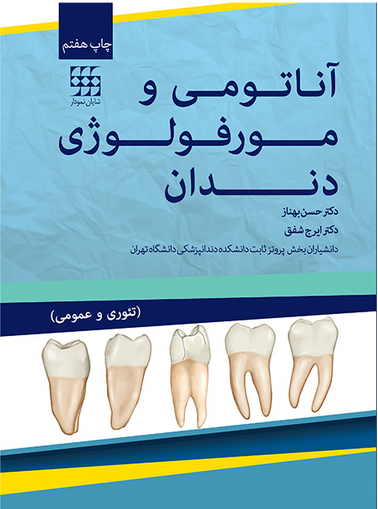 چاپ هفتم
شایان نمودار
آناتومی و
مورفولوژی
دندان
دکتر حسن بهناز
دکتر ایرج شفق
دانشیاران بخش پروتز ثابت دانشکده دندانپزشکی دانشگاه تهران
(تئوری و عمومی)